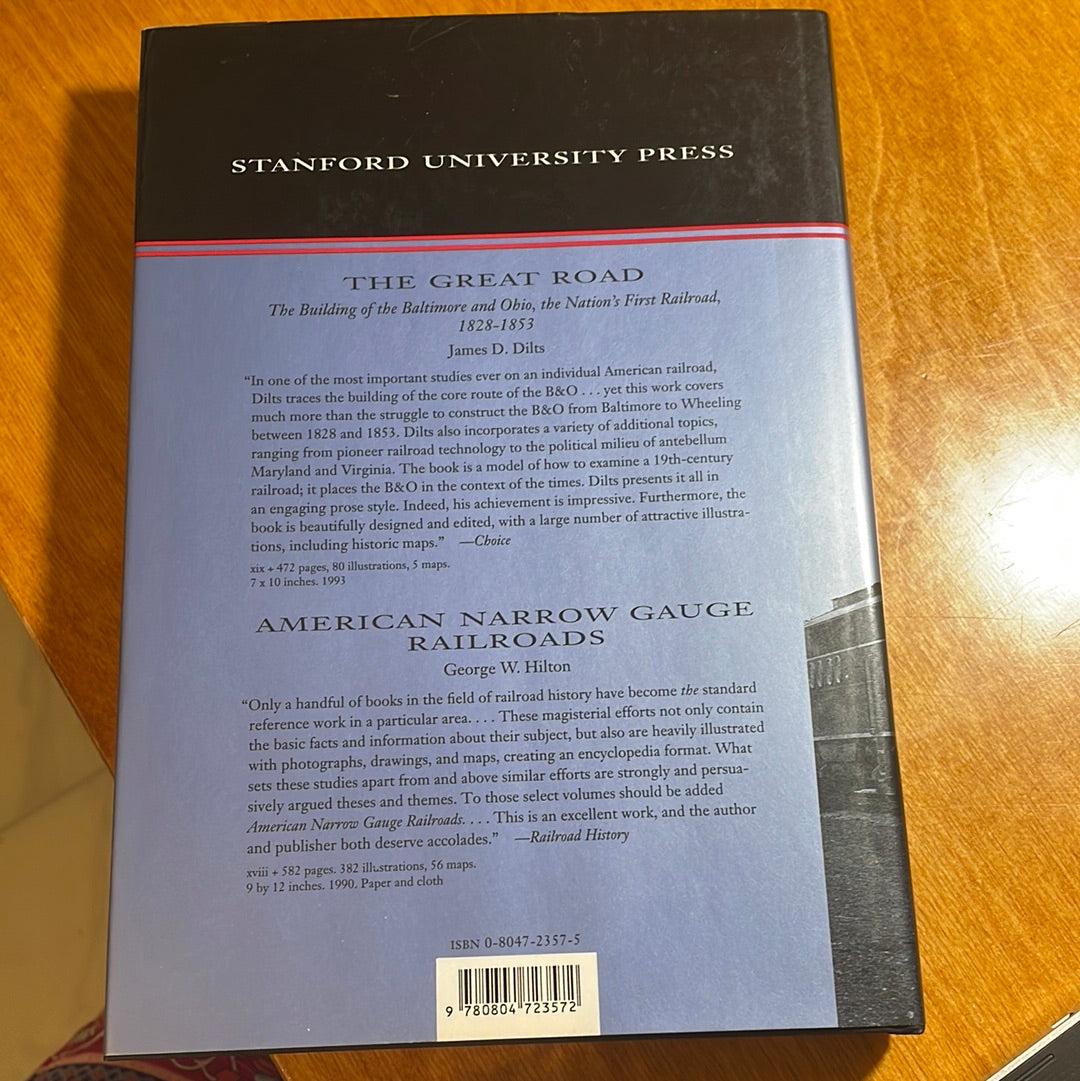 STANFORD UNIVERSITY PRESS
THE GREAT ROAD
The Building of the Baltimore and Ohio, the Nation's First Railroad,
1828-1853
James D. Dilts
“In one of the most important studies ever on an individual American railroad,
Dilts traces the building of the core route of the B&O . . . yet this work covers
much more than the struggle to construct the B&O from Baltimore to Wheeling
between 1828 and 1853. Dilts also incorporates a variety of additional topics,
ranging from pioneer railroad technology to the political milieu of antebellum
Maryland and Virginia. The book is a model of how to examine a 19th-century
railroad; it places the B&O in the context of the times. Dilts presents it all in
an engaging prose style. Indeed, his achievement is impressive. Furthermore, the
book is beautifully designed and edited, with a large number of attractive illustra-
tions, including historic maps.” —Choice
xix + 472 pages, 80 illustrations, 5 maps.
7 x 10 inches. 1993
AMERICAN NARROW GAUGE
RAILROADS
George W. Hilton
“Only a handful of books in the field of railroad history have become the standard
reference work in a particular area. . . . These magisterial efforts not only contain
the basic facts and information about their subject, but also are heavily illustrated
with photographs, drawings, and maps, creating an encyclopedia format. What
sets these studies apart from and above similar efforts are strongly and persua-
sively argued theses and themes. To those select volumes should be added
American Narrow Gauge Railroads. . . . This is an excellent work, and the author
and publisher both deserve accolades.” —Railroad History
xviii + 582 pages. 382 illustrations, 56 maps.
9 by 12 inches. 1990. Paper and cloth
ISBN 0-8047-2357-5
9 780804 723572